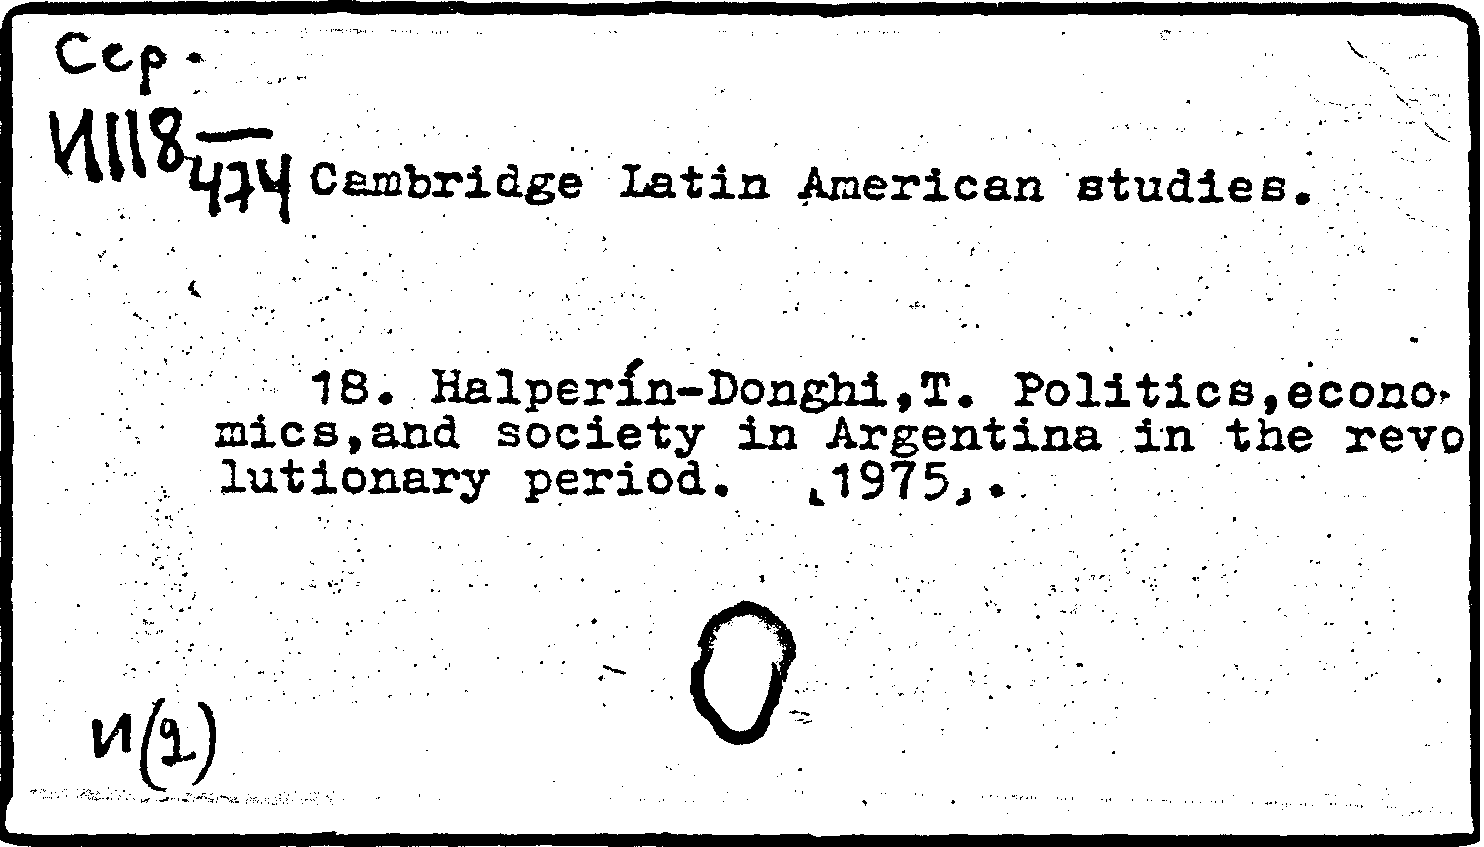 Сер.
И118—
474 Cambridge Latin American studies.
18. Halperín-Donghi,T. Politics,econo-
mics,and society in Argentina in the revo
lutionary period. [1975].
и(9)